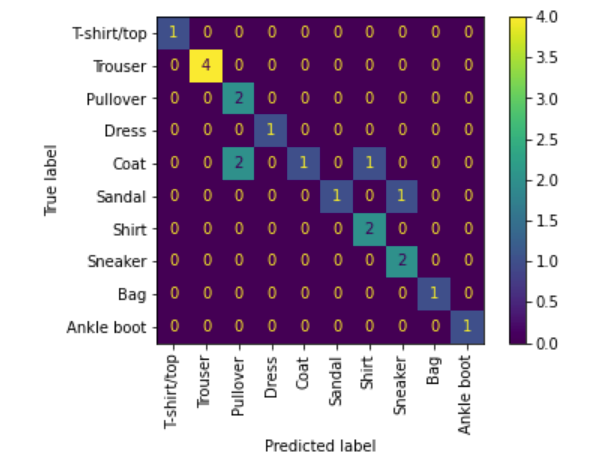 T-shirt/top 1 0 0 0 0 0 0 0 0 0
Trouser 0 4 0 0 0 0 0 0 0 0
Pullover 0 0 2 0 0 0 0 0 0 0
Dress 0 0 0 1 0 0 0 0 0 0
Coat 0 0 2 0 1 0 1 0 0 0
Sandal 0 0 0 0 0 1 0 1 0 0
Shirt 0 0 0 0 0 0 2 0 0 0
Sneaker 0 0 0 0 0 0 0 2 0 0
Bag 0 0 0 0 0 0 0 0 1 0
Ankle boot 0 0 0 0 0 0 0 0 0 1
True label
T-shirt/top
Trouser
Pullover
Dress
Coat
Sandal
Shirt
Sneaker
Bag
Ankle boot
Predicted label
4.0
3.5
3.0
2.5
2.0
1.5
1.0
0.5
0.0